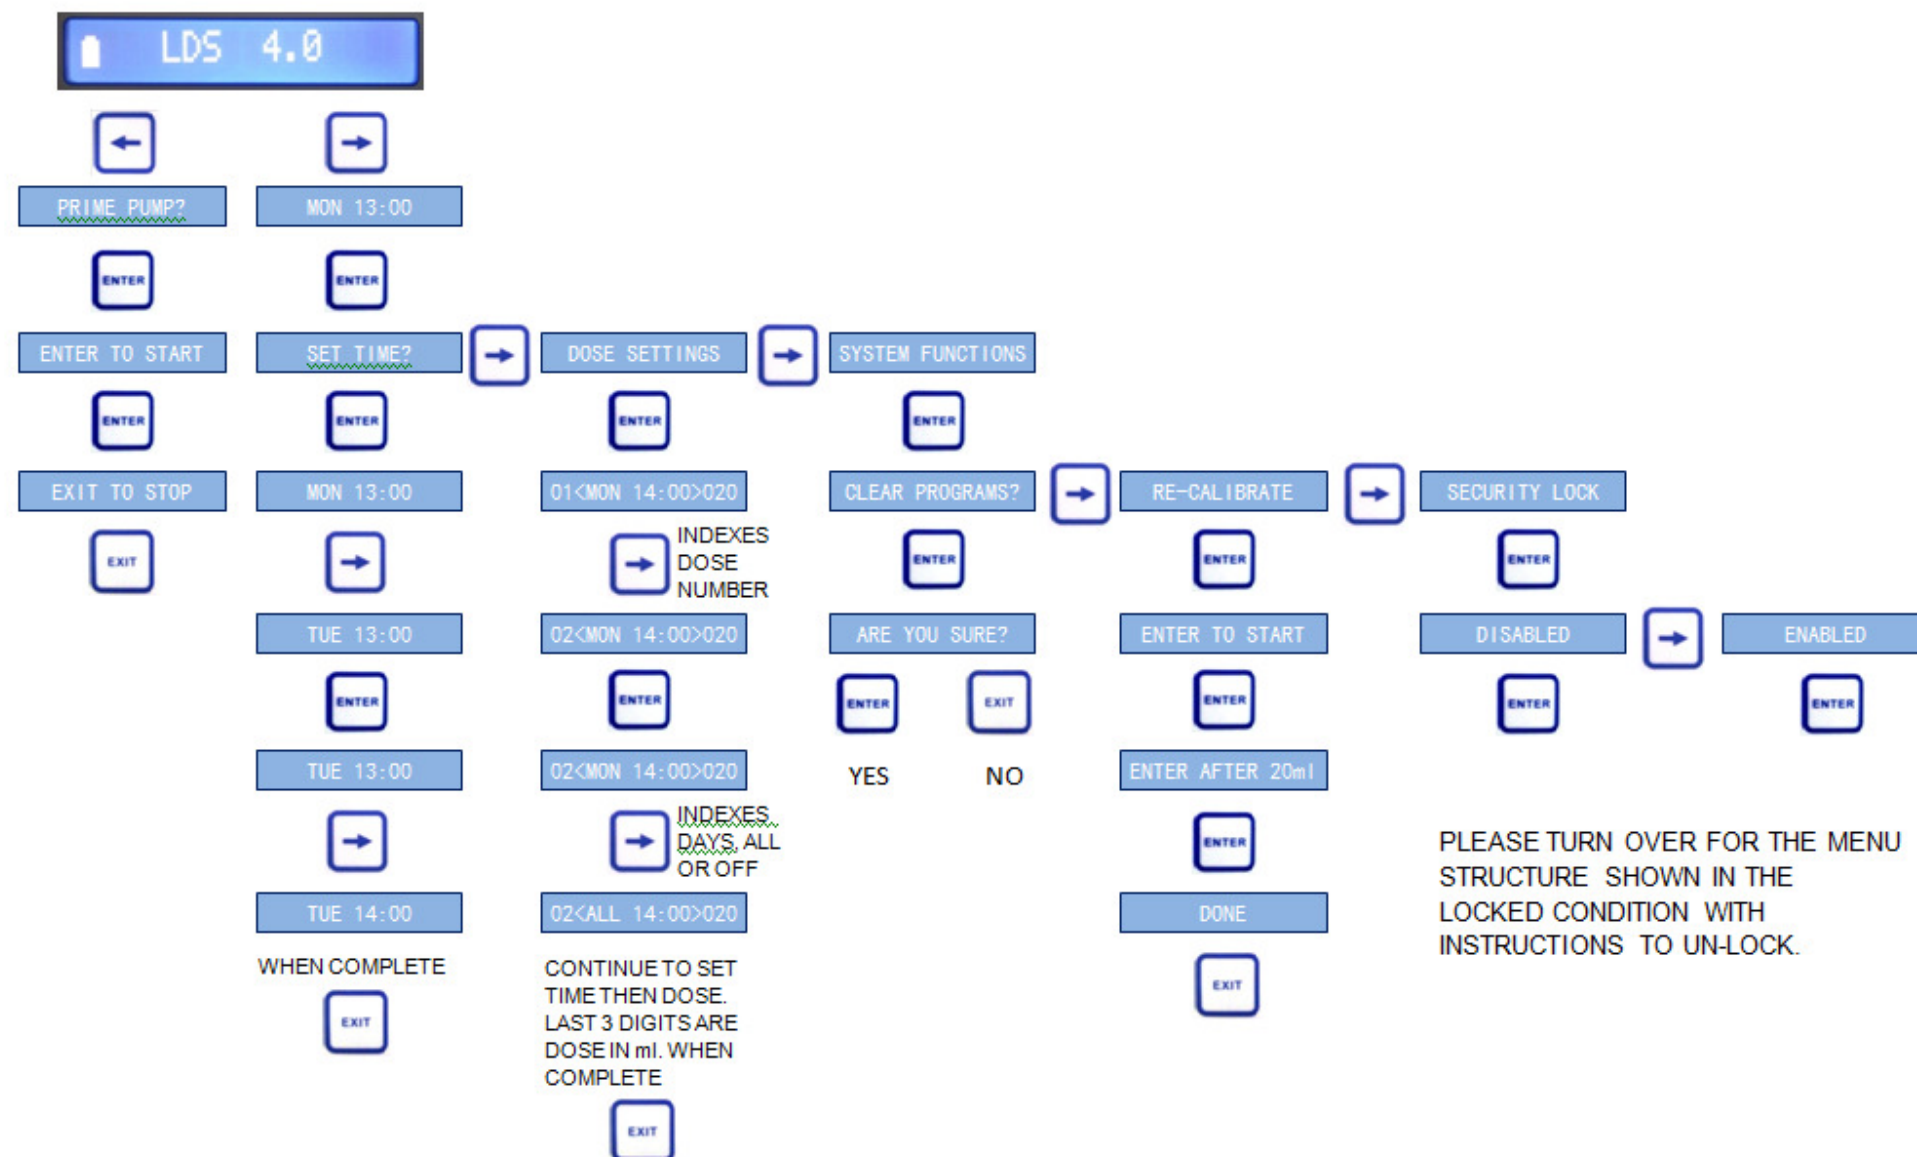 LDS 4.0
PRIME PUMP?
MON 13:00
ENTER
ENTER
ENTER TO START
SET TIME?
DOSE SETTINGS
SYSTEM FUNCTIONS
ENTER
ENTER
ENTER
ENTER
EXIT TO STOP
MON 13:00
01<MON 14:00>020
CLEAR PROGRAMS?
RE-CALIBRATE
SECURITY LOCK
EXIT
INDEXES
DOSE
NUMBER
ENTER
ENTER
ENTER
TUE 13:00
02<MON 14:00>020
ARE YOU SURE?
ENTER TO START
DISABLED
ENABLED
ENTER
ENTER
ENTER
EXIT
ENTER
ENTER
ENTER
TUE 13:00
02<MON 14:00>020
YES
NO
ENTER AFTER 20ml
INDEXES
DAYS, ALL
OR OFF
ENTER
TUE 14:00
02<ALL 14:00>020
DONE
PLEASE TURN OVER FOR THE MENU
STRUCTURE SHOWN IN THE
LOCKED CONDITION WITH
INSTRUCTIONS TO UN-LOCK.
WHEN COMPLETE
EXIT
CONTINUE TO SET
TIME THEN DOSE.
LAST 3 DIGITS ARE
DOSE IN ml. WHEN
COMPLETE
EXIT
EXIT